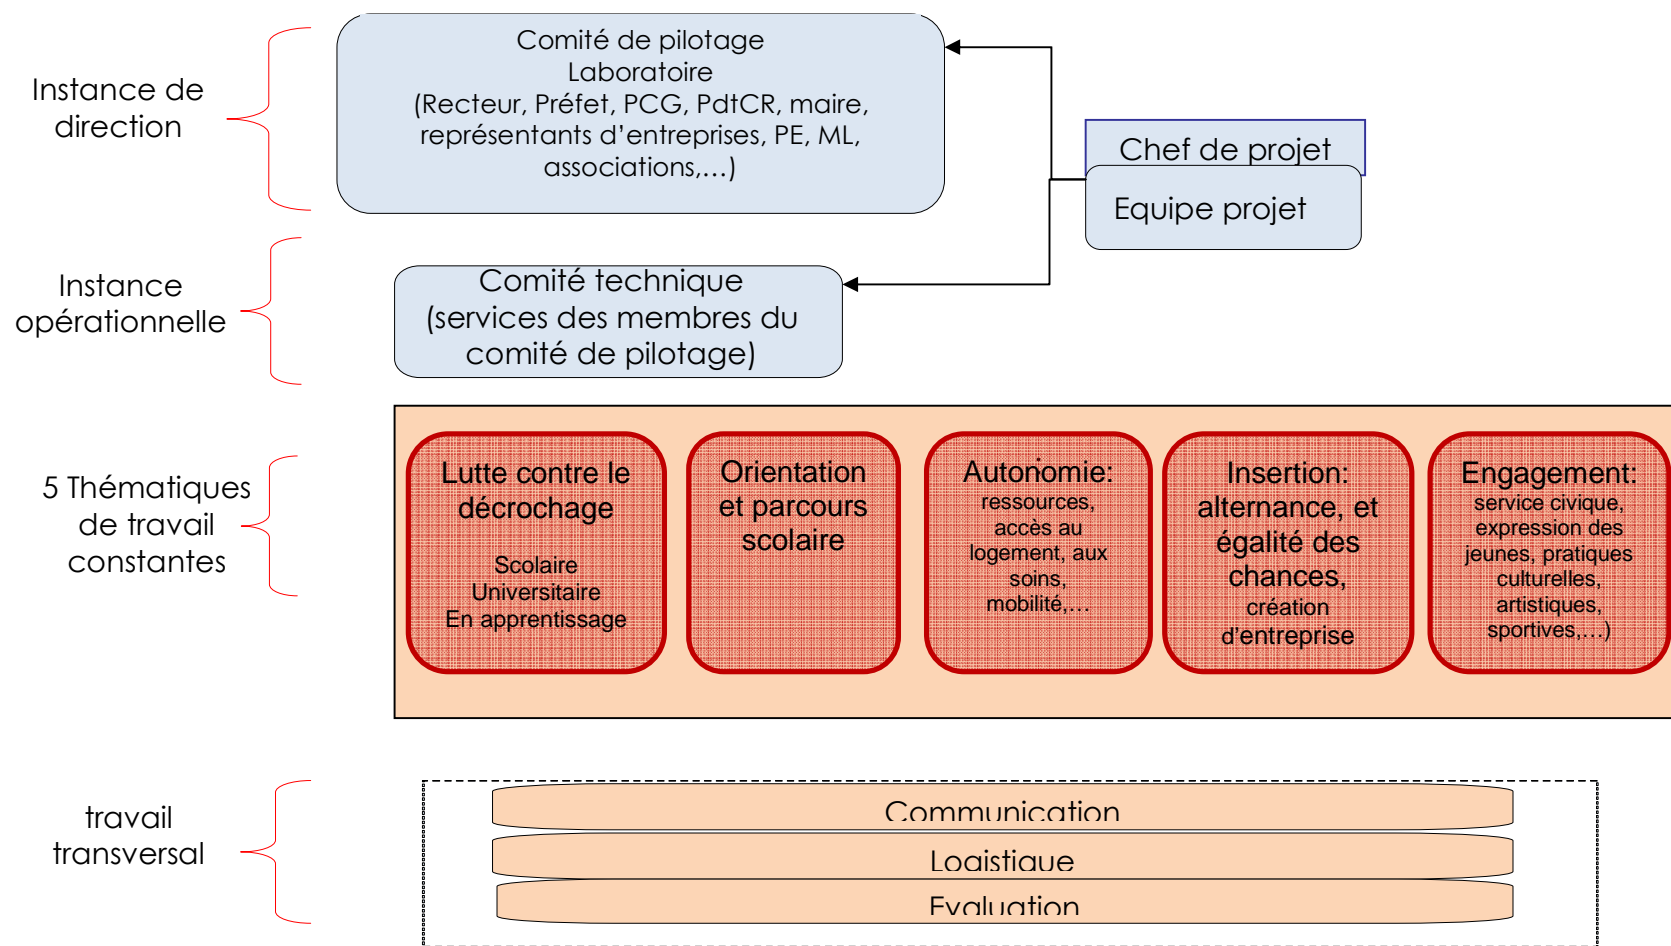 Instance de
direction
Comité de pilotage
Laboratoire
(Recteur, Préfet, PCG, PdtCR, maire,
représentants d’entreprises, PE, ML,
associations,…)
Chef de projet
Equipe projet
Instance
opérationnelle
Comité technique
(services des membres du
comité de pilotage)
5 Thématiques
de travail
constantes
Lutte contre le
décrochage
Scolaire
Universitaire
En apprentissage
Orientation
et parcours
scolaire
Autonomie:
ressources,
accès au
logement, aux
soins,
mobilité,…
Insertion:
alternance, et
égalité des
chances,
création
d’entreprise
Engagement:
service civique,
expression des
jeunes, pratiques
culturelles,
artistiques,
sportives,…)
travail
transversal
Communication
Logistique
Evaluation